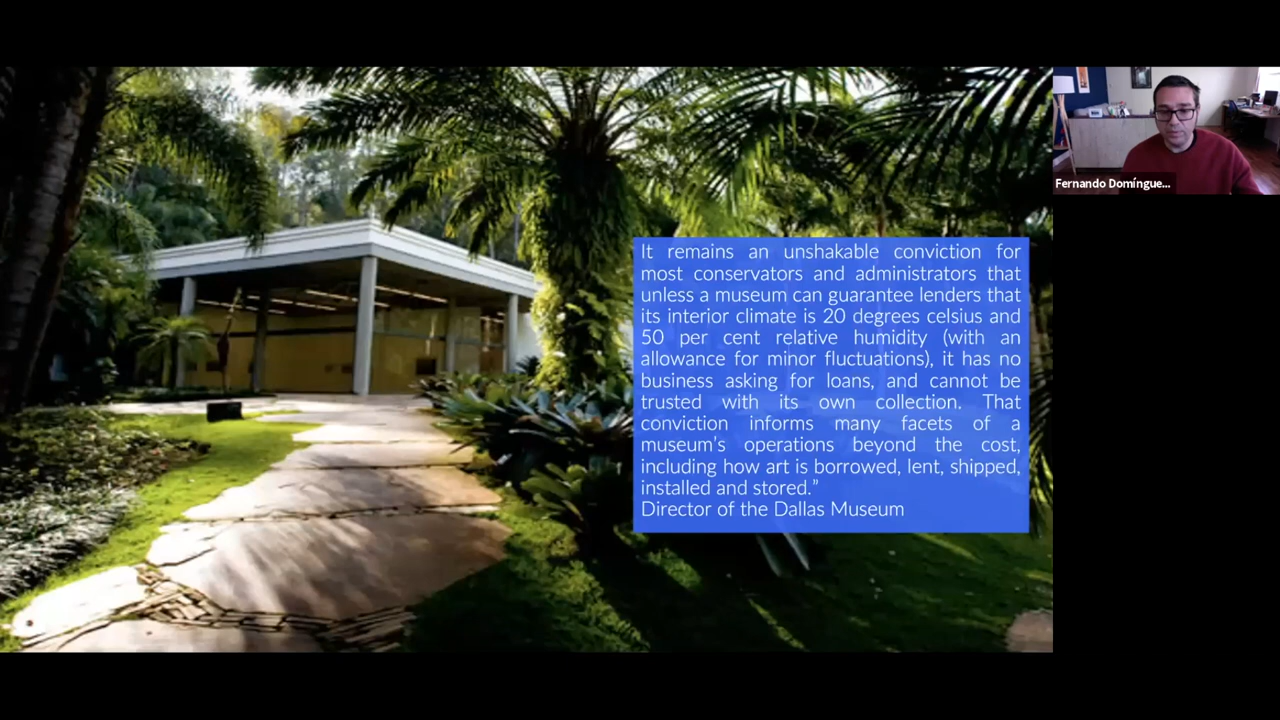 It remains an unshakable conviction for
most conservators and administrators that
unless a museum can guarantee lenders that
its interior climate is 20 degrees celsius and
50 per cent relative humidity (with an
allowance for minor fluctuations), it has no
business asking for loans, and cannot be
trusted with its own collection. That
conviction informs many facets of a
museum's operations beyond the cost,
including how art is borrowed, lent, shipped,
installed and stored.”
Director of the Dallas Museum
Fernando Domíngue...